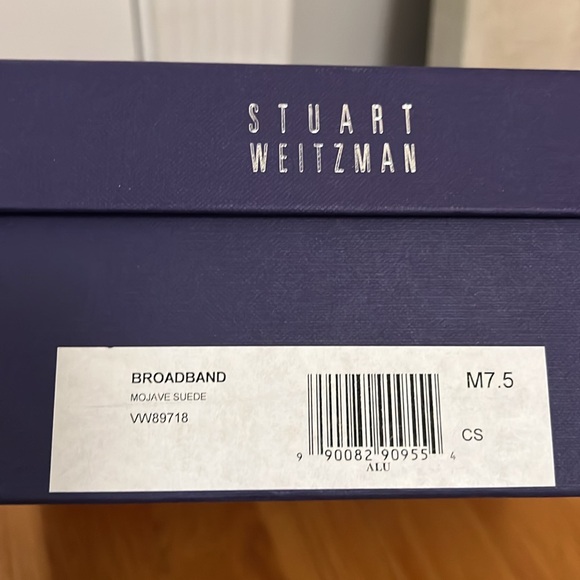 STUART
WEITZMAN
BROADBAND
MOJAVE SUEDE
VW89718
9 90082 90955 4
ALU
M7.5
CS